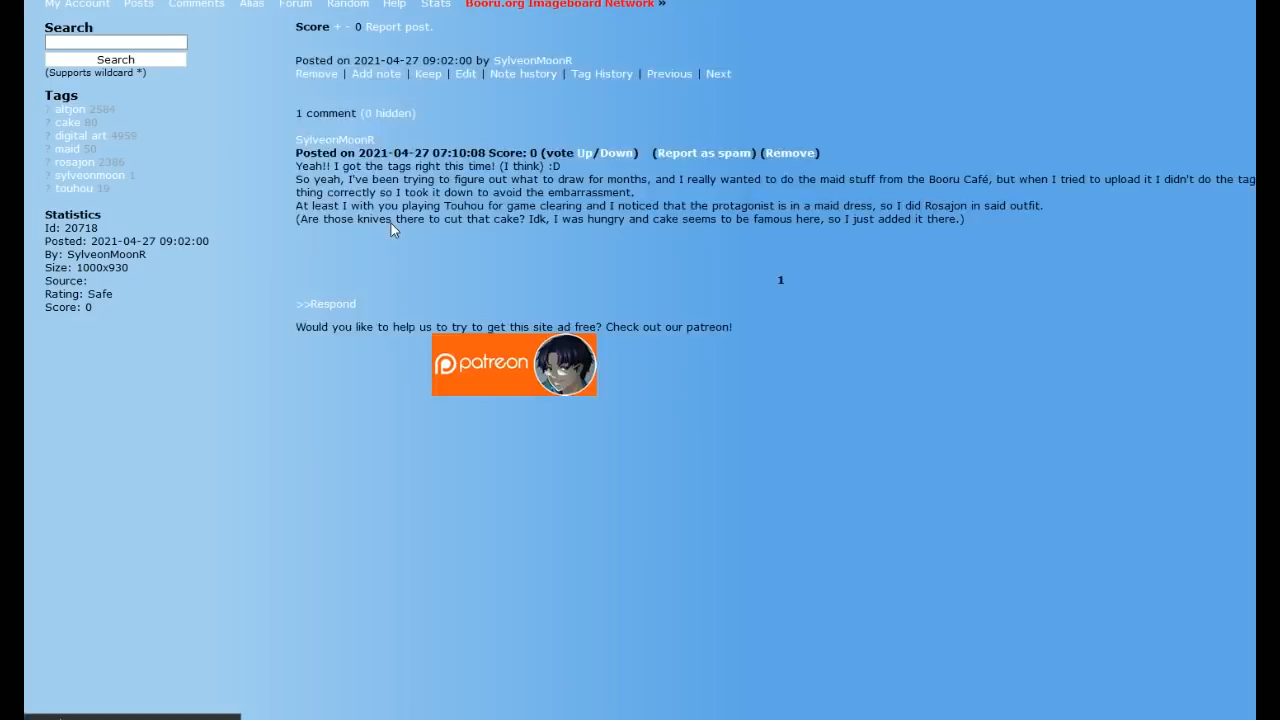 My Account Posts Comments Alias Forum Random Help Stats Booru.org Imageboard Network »
Search
Search
(Supports wildcard *)
Tags
? altjon 2584
? cake 80
? digital art 4959
? maid 50
? rosajon 2386
? sylveonmoon 1
? touhou 19
Statistics
Id: 20718
Posted: 2021-04-27 09:02:00
By: SylveonMoonR
Size: 1000x930
Source:
Rating: Safe
Score: 0
Score + - 0 Report post.
Posted on 2021-04-27 09:02:00 by SylveonMoonR
Remove | Add note | Keep | Edit | Note history | Tag History | Previous | Next
1 comment (0 hidden)
SylveonMoonR
Posted on 2021-04-27 07:10:08 Score: 0 (vote Up/Down) (Report as spam) (Remove)
Yeah!! I got the tags right this time! (I think) :D
So yeah, I've been trying to figure out what to draw for months, and I really wanted to do the maid stuff from the Booru Café, but when I tried to upload it I didn't do the tag
thing correctly so I took it down to avoid the embarrassment.
At least I with you playing Touhou for game clearing and I noticed that the protagonist is in a maid dress, so I did Rosajon in said outfit.
(Are those knives there to cut that cake? Idk, I was hungry and cake seems to be famous here, so I just added it there.)
1
>>Respond
Would you like to help us to try to get this site ad free? Check out our patreon!
patreon